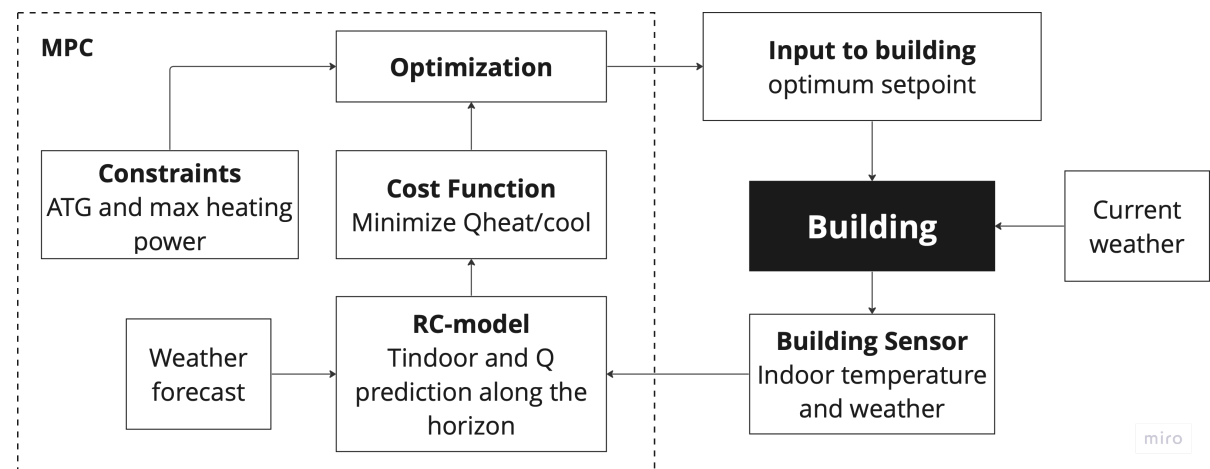 MPC
Optimization
Input to building
optimum setpoint
Constraints
ATG and max heating
power
Cost Function
Minimize Qheat/cool
Building
Current
weather
Weather
forecast
RC-model
Tindoor and Q
prediction along the
horizon
Building Sensor
Indoor temperature
and weather
miro